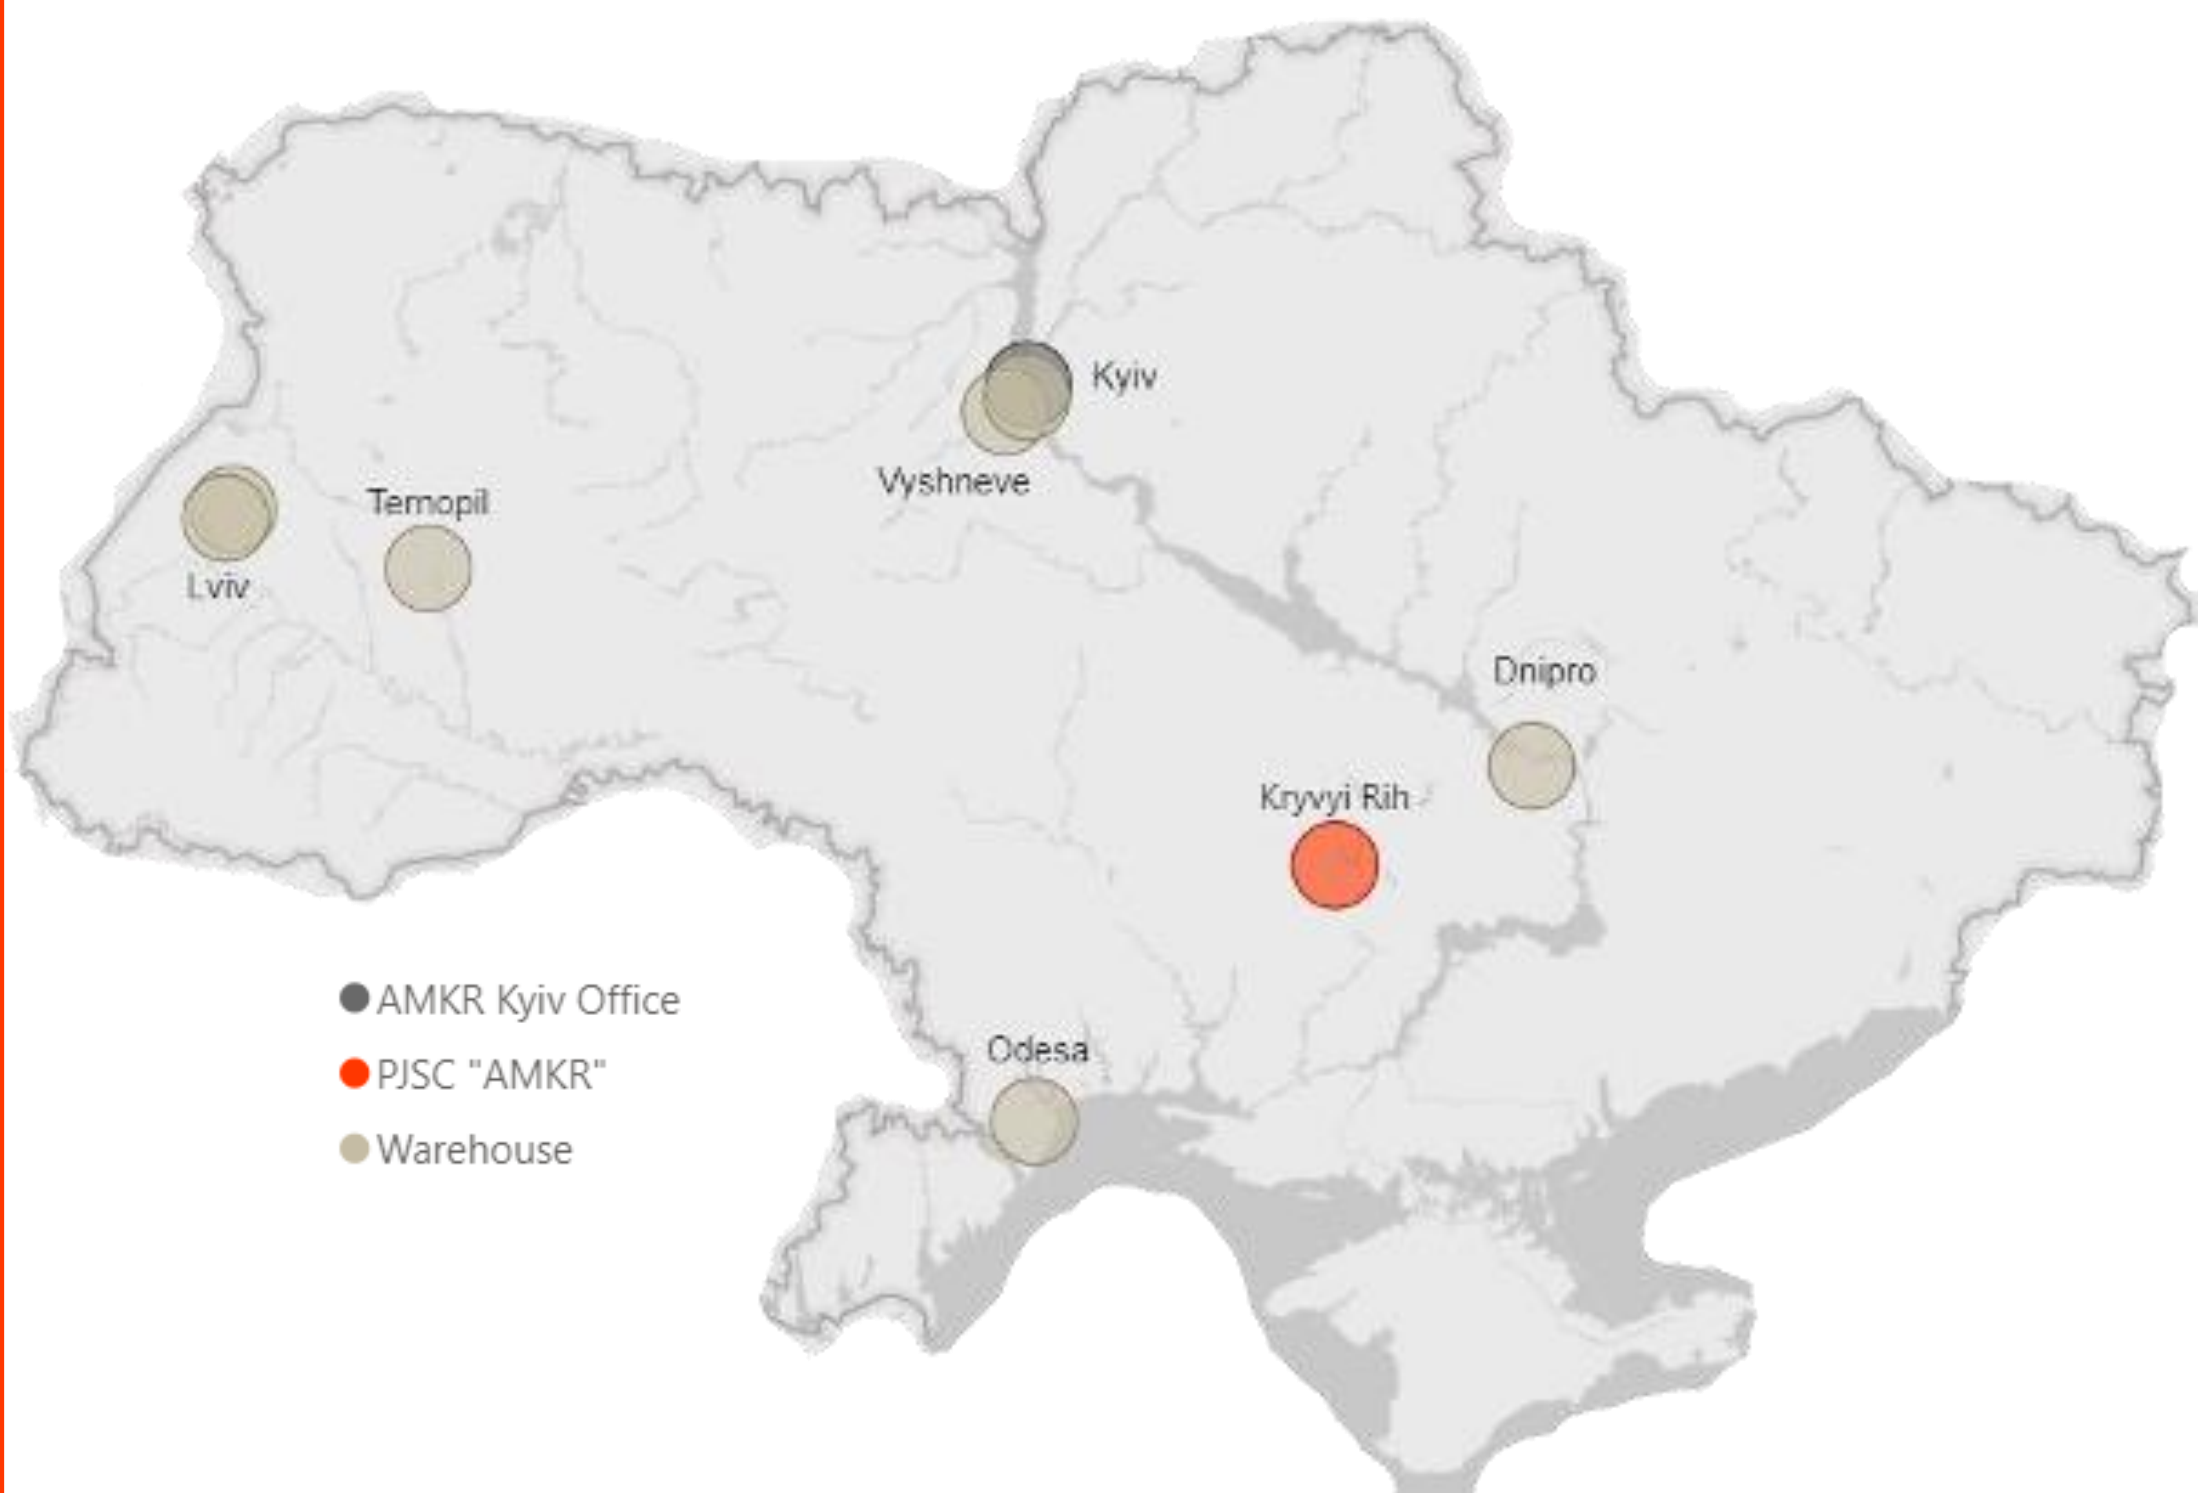 Kyiv
Vyshneve
Ternopil
Lviv
Dnipro
Kryvyi Rih
Odesa
AMKR Kyiv Office
PJSC "AMKR"
Warehouse